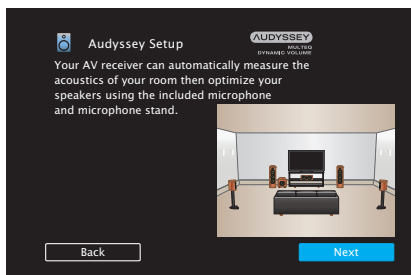 Audyssey Setup
AUDYSSEY
MULTEQ
DYNAMIC VOLUME
Your AV receiver can automatically measure the
acoustics of your room then optimize your
speakers using the included microphone
and microphone stand.
Back
Next